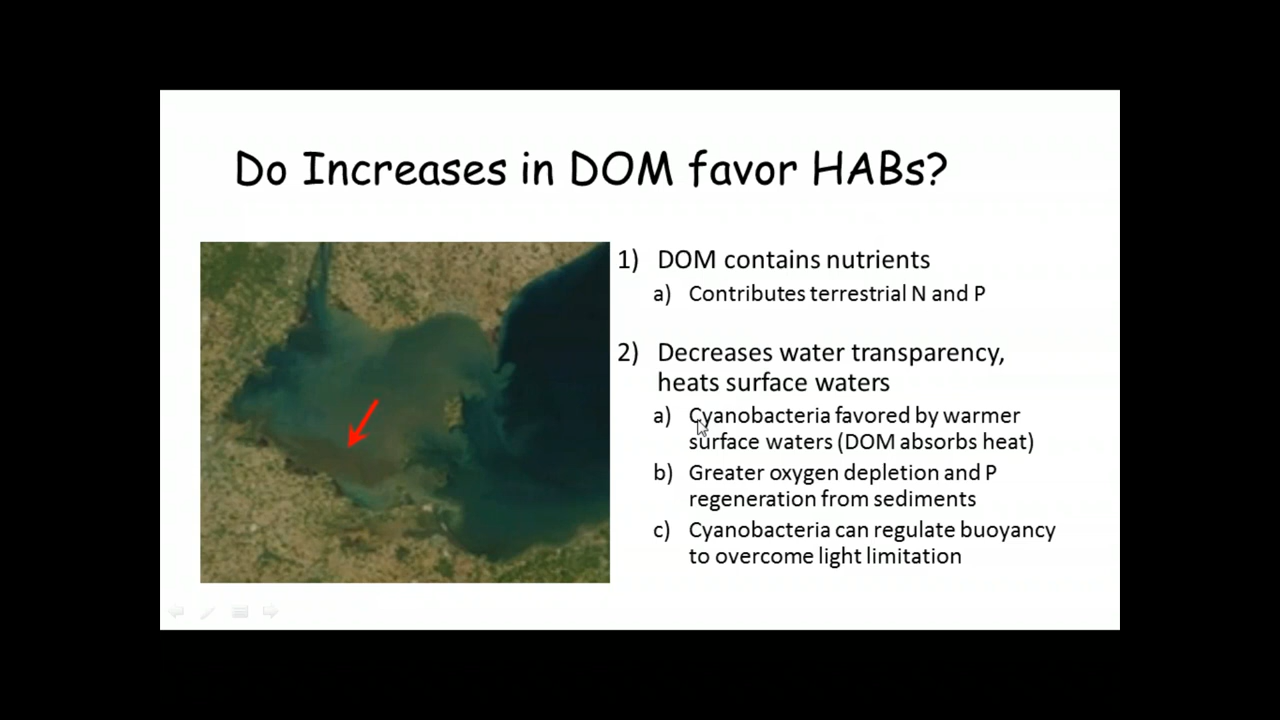 Do Increases in DOM favor HABs?
1) DOM contains nutrients
a) Contributes terrestrial N and P
2) Decreases water transparency,
heats surface waters
a) Cyanobacteria favored by warmer
surface waters (DOM absorbs heat)
b) Greater oxygen depletion and P
regeneration from sediments
c) Cyanobacteria can regulate buoyancy
to overcome light limitation